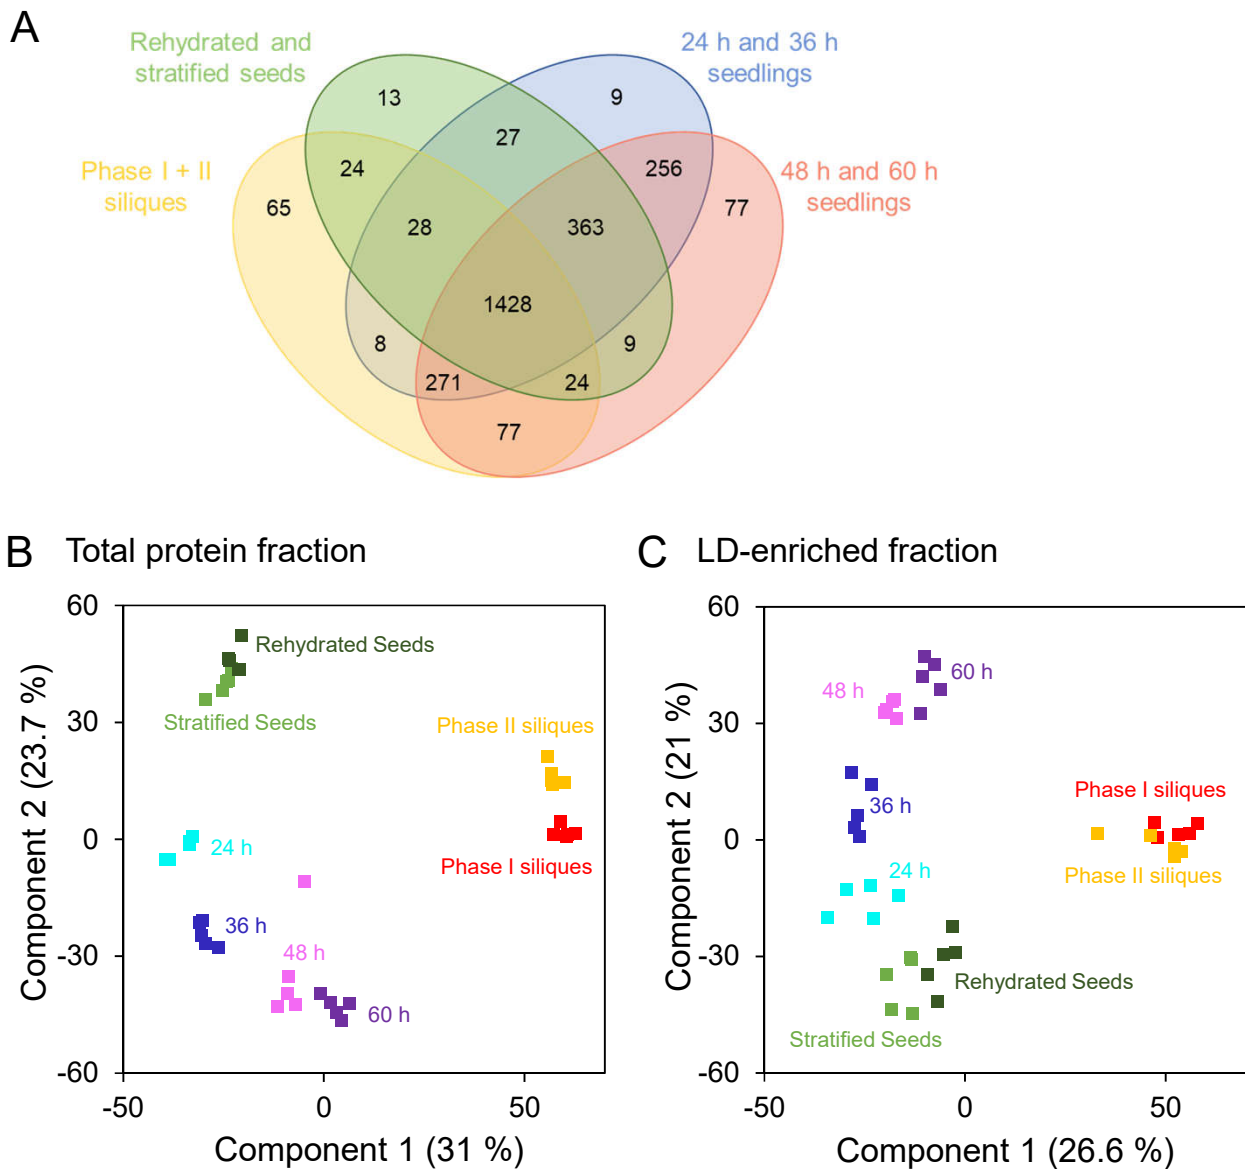 A
Rehydrated and
stratified seeds
24 h and 36 h
seedlings
Phase I + II
siliques
48 h and 60 h
seedlings
13
9
27
24
256
65
77
28
363
1428
8
9
271
24
77
B Total protein fraction
60
30
0
-30
-60
-50
0
50
Component 2 (23.7 %)
Component 1 (31 %)
Rehydrated Seeds
Stratified Seeds
Phase II siliques
Phase I siliques
24 h
36 h
48 h
60 h
C LD-enriched fraction
60
30
0
-30
-60
-50
0
50
Component 2 (21 %)
Component 1 (26.6 %)
48 h
60 h
36 h
Phase I siliques
Phase II siliques
24 h
Rehydrated Seeds
Stratified Seeds